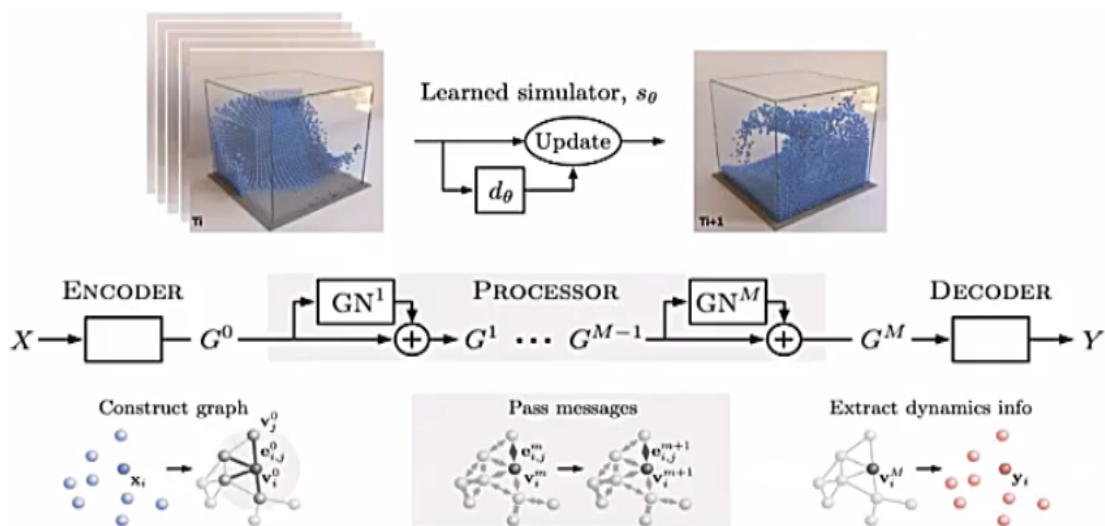 Learned simulator, sθ
Update
dθ
Ti
Ti+1
ENCODER
PROCESSOR
DECODER
GN¹
GNᴹ
X
G⁰
G¹ ··· Gᴹ⁻¹
Gᴹ
Y
Construct graph
Pass messages
Extract dynamics info
xᵢ
v⁰ⱼ
e⁰ᵢ,ⱼ
v⁰ᵢ
eᵐᵢ,ⱼ
vᵐᵢ
eᵐ⁺¹ᵢ,ⱼ
vᵐ⁺¹ᵢ
vᴹᵢ
yᵢ